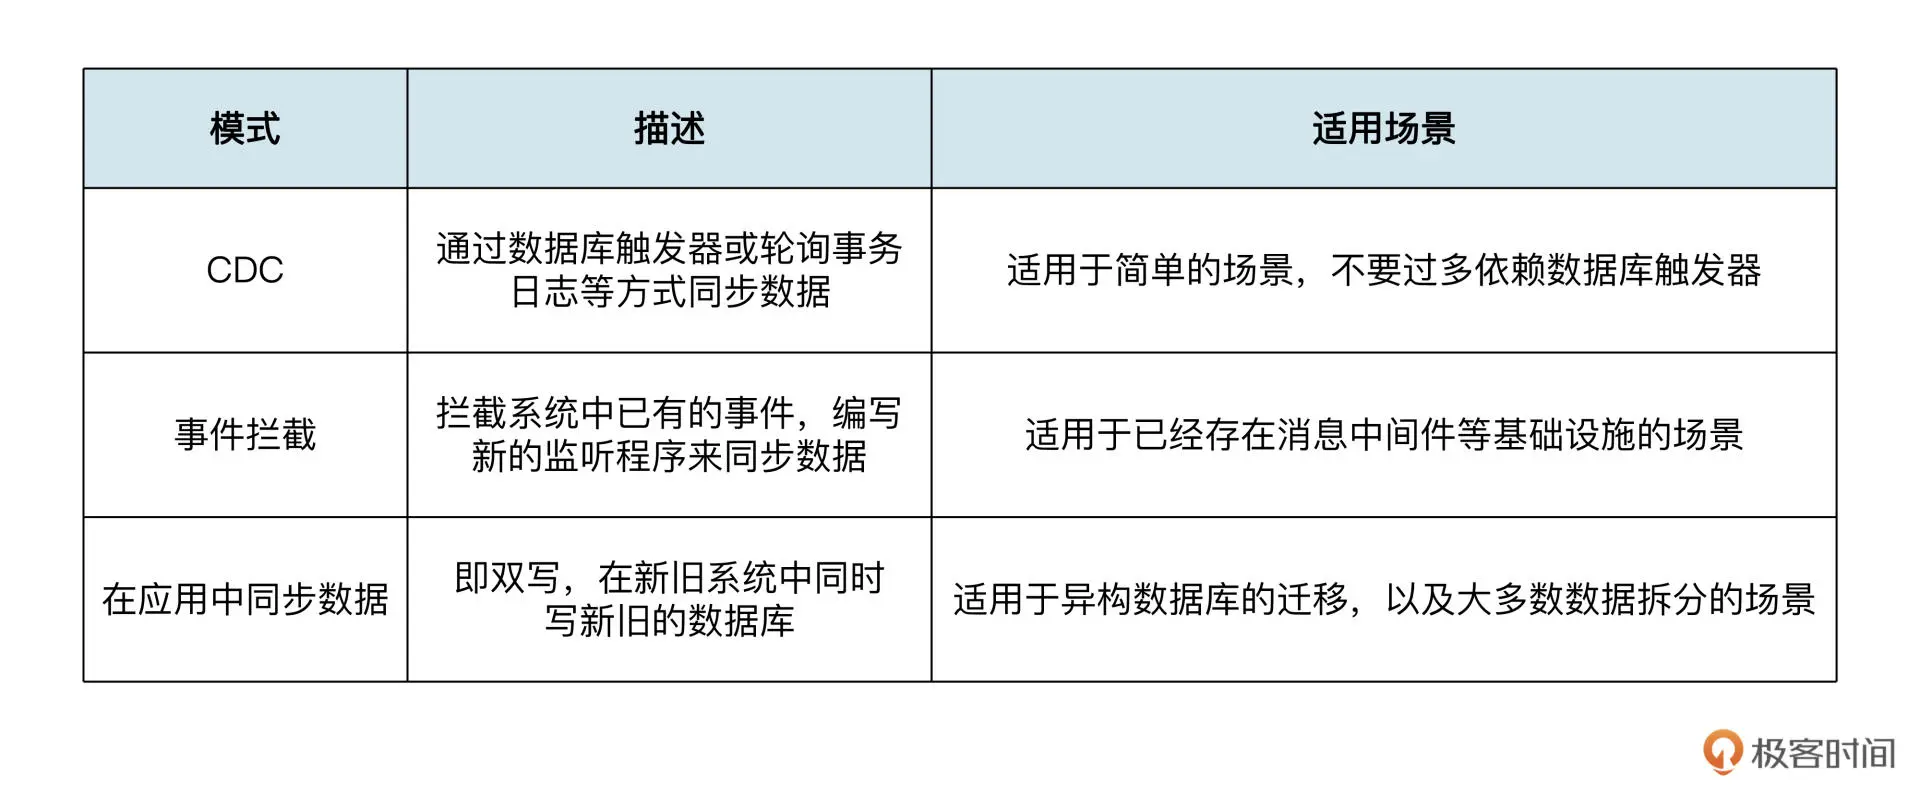 模式
描述
适用场景
CDC
通过数据库触发器或轮询事务
日志等方式同步数据
适用于简单的场景，不要过多依赖数据库触发器
事件拦截
拦截系统中已有的事件，编写
新的监听程序来同步数据
适用于已经存在消息中间件等基础设施的场景
在应用中同步数据
即双写，在新旧系统中同时
写新旧的数据库
适用于异构数据库的迁移，以及大多数数据拆分的场景
极客时间